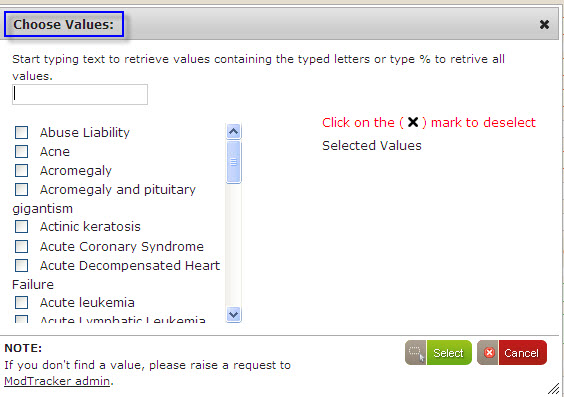 Choose Values:
Start typing text to retrieve values containing the typed letters or type % to retrive all
values.
Abuse Liability
Acne
Acromegaly
Acromegaly and pituitary
gigantism
Actinic keratosis
Acute Coronary Syndrome
Acute Decompensated Heart
Failure
Acute leukemia
Acute Lymphatic Leukemia
Click on the ( ✖ ) mark to deselect
Selected Values
NOTE:
If you don't find a value, please raise a request to
ModTracker admin.
Select
Cancel